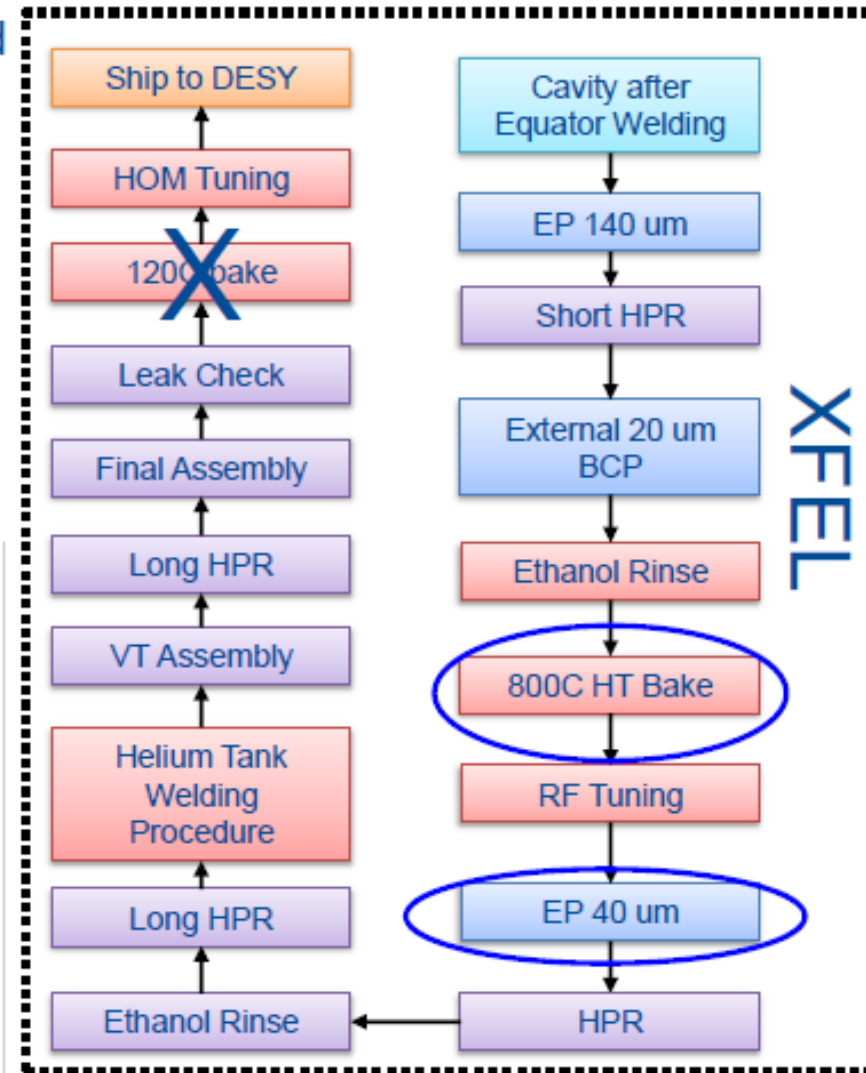 Ship to DESY
HOM Tuning
120C bake
X
Leak Check
Final Assembly
Long HPR
VT Assembly
Helium Tank
Welding
Procedure
Long HPR
Ethanol Rinse
Cavity after
Equator Welding
EP 140 um
Short HPR
External 20 um
BCP
Ethanol Rinse
800C HT Bake
RF Tuning
EP 40 um
HPR
XFEL